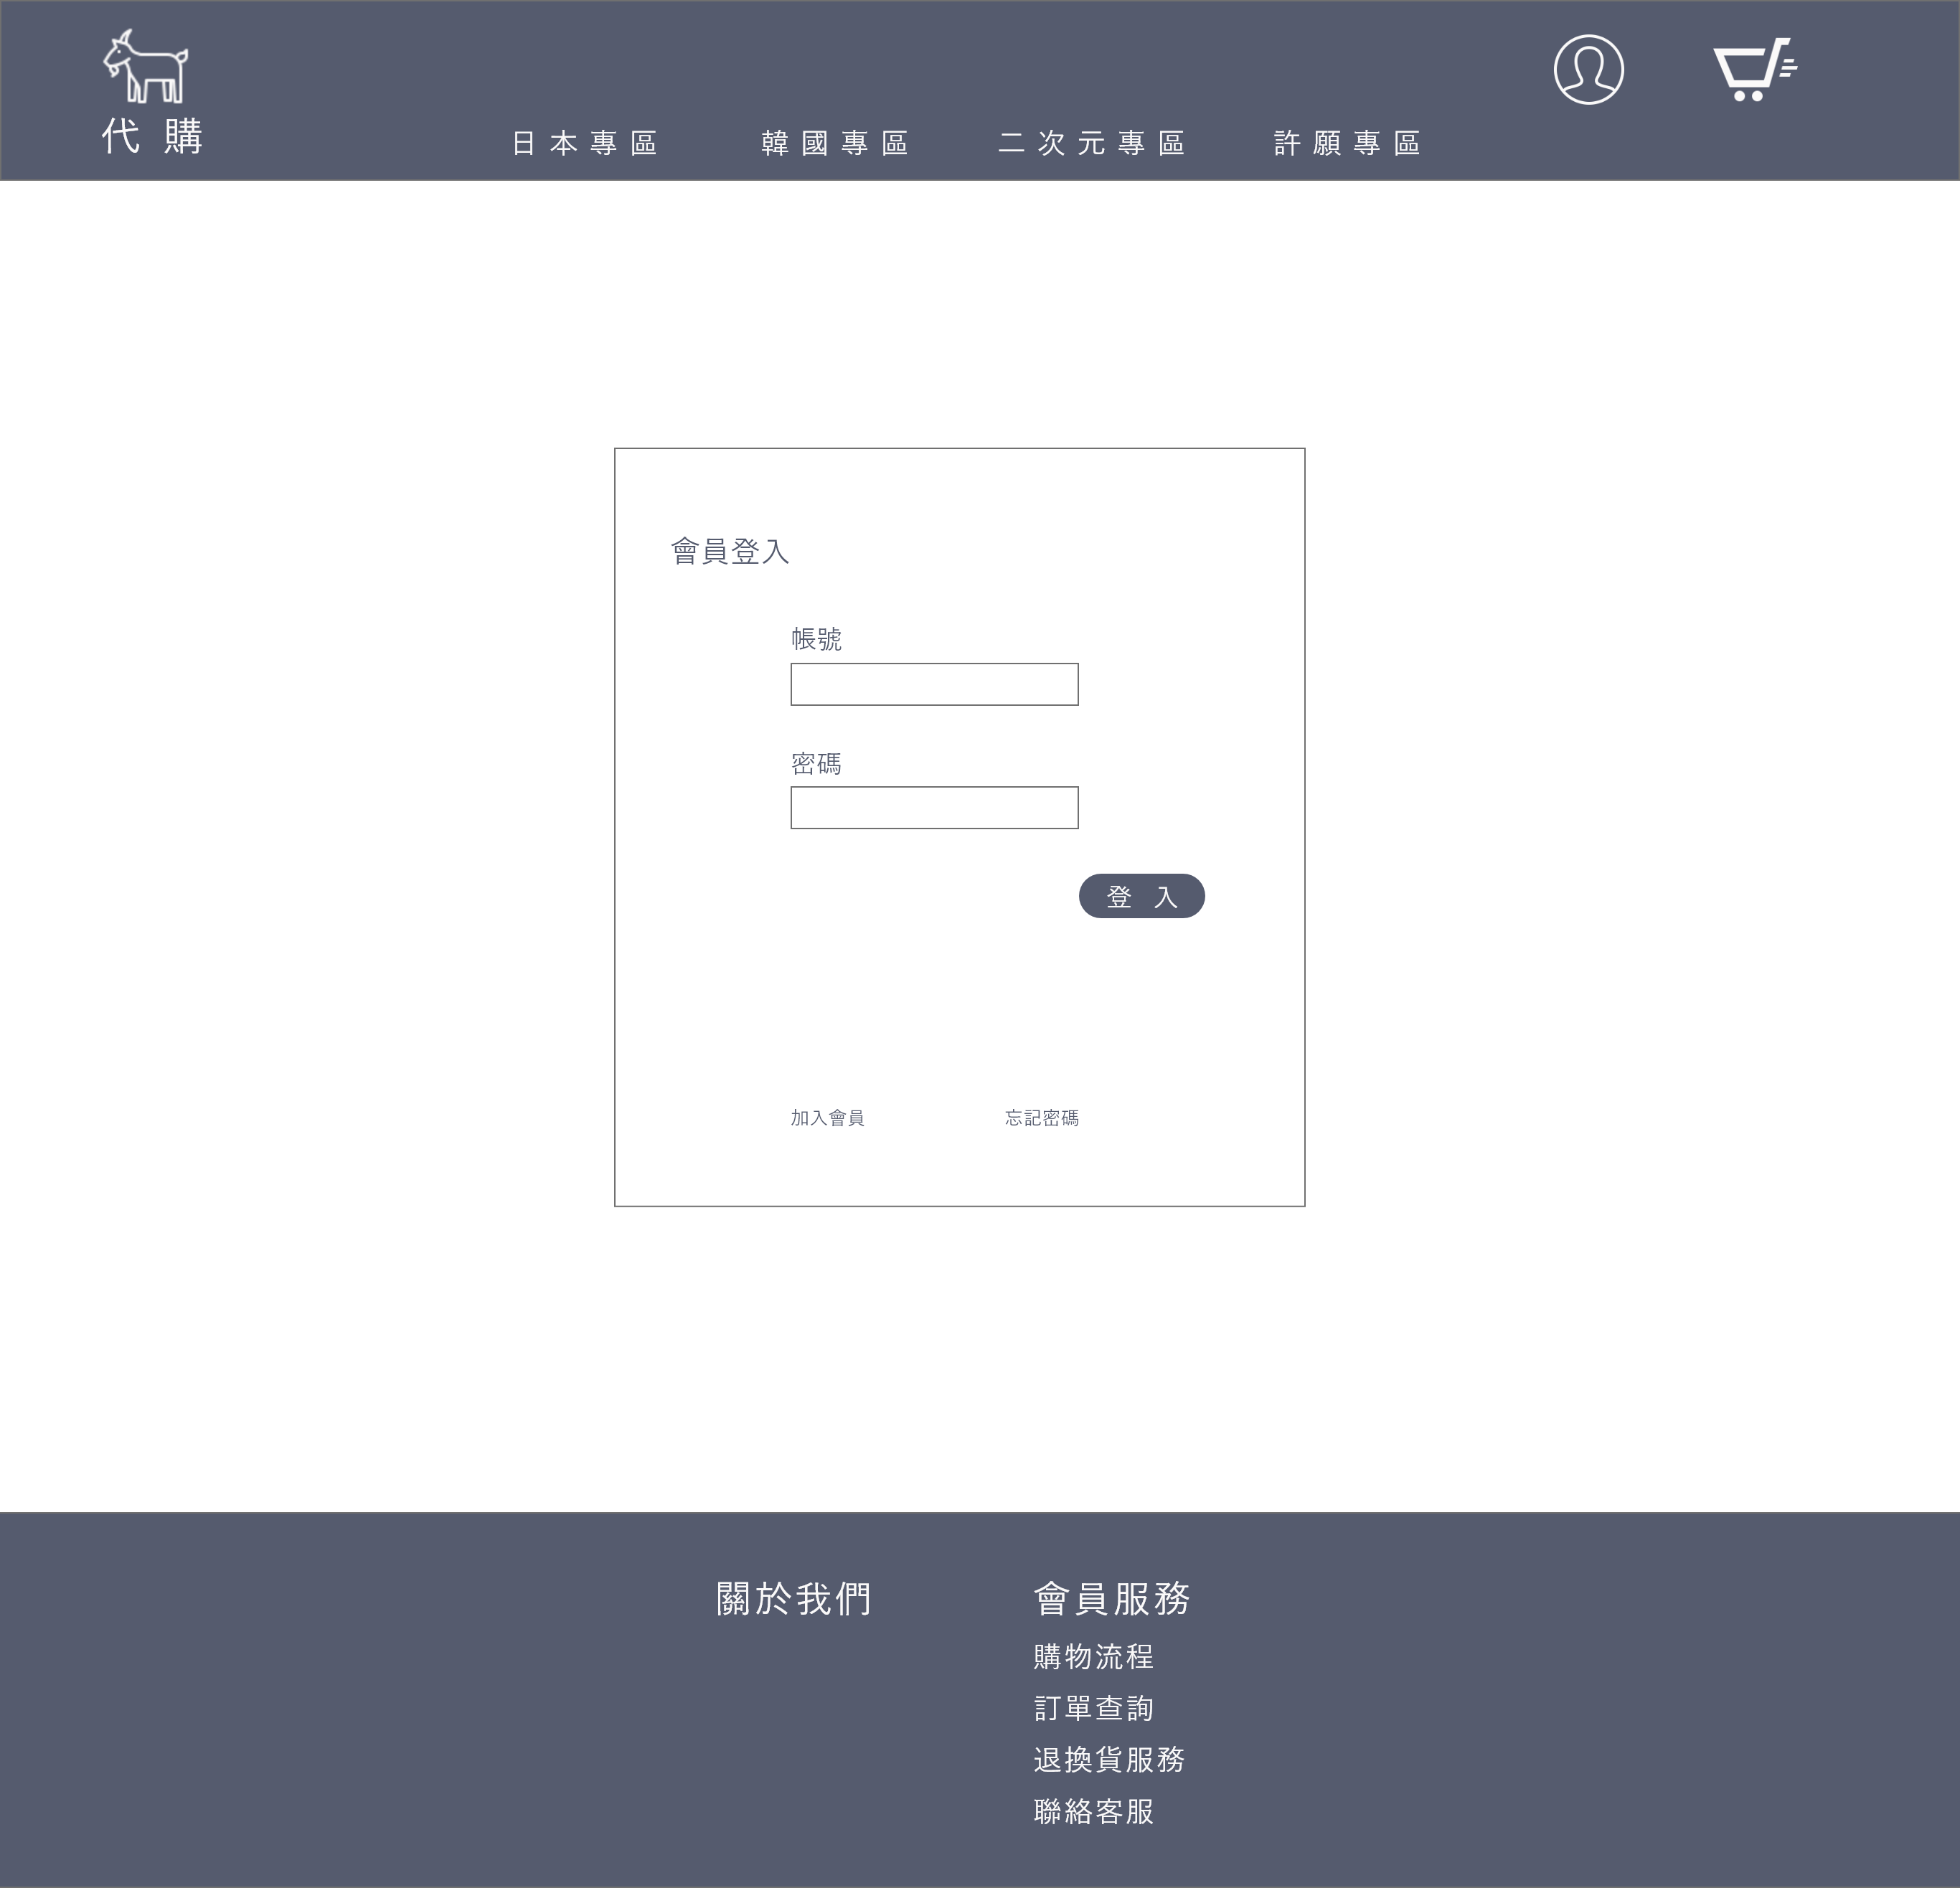 代 購
日本專區
韓國專區
二次元專區
許願專區
會員登入
帳號
密碼
登 入
加入會員
忘記密碼
關於我們
會員服務
購物流程
訂單查詢
退換貨服務
聯絡客服